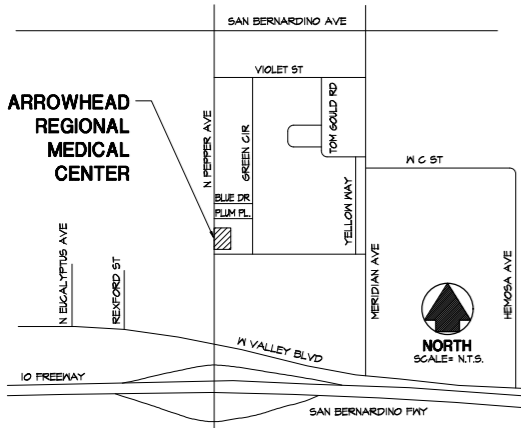 SAN BERNARDINO AVE
VIOLET ST
ARROWHEAD
REGIONAL
MEDICAL
CENTER
N PEPPER AVE
GREEN CIR
TOM GOULD RD
W C ST
BLUE DR
PLUM PL.
YELLOW WAY
N EUCALYPTUS AVE
REXFORD ST
MERIDIAN AVE
HEMOSA AVE
NORTH
SCALE= N.T.S.
W VALLEY BLVD
10 FREEWAY
SAN BERNARDINO FWY